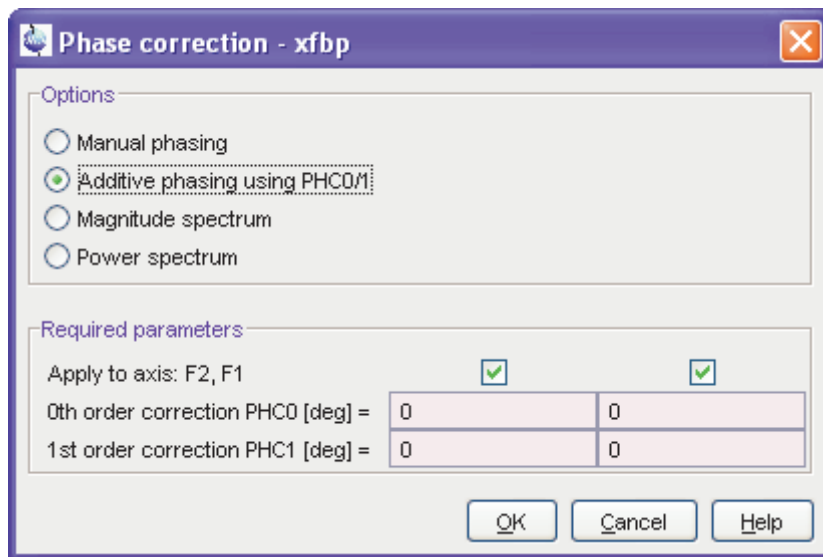 Phase correction - xfbp
Options
Manual phasing
Additive phasing using PHC0/1
Magnitude spectrum
Power spectrum
Required parameters
Apply to axis: F2, F1
0th order correction PHC0 [deg] = 0 0
1st order correction PHC1 [deg] = 0 0
OK Cancel Help